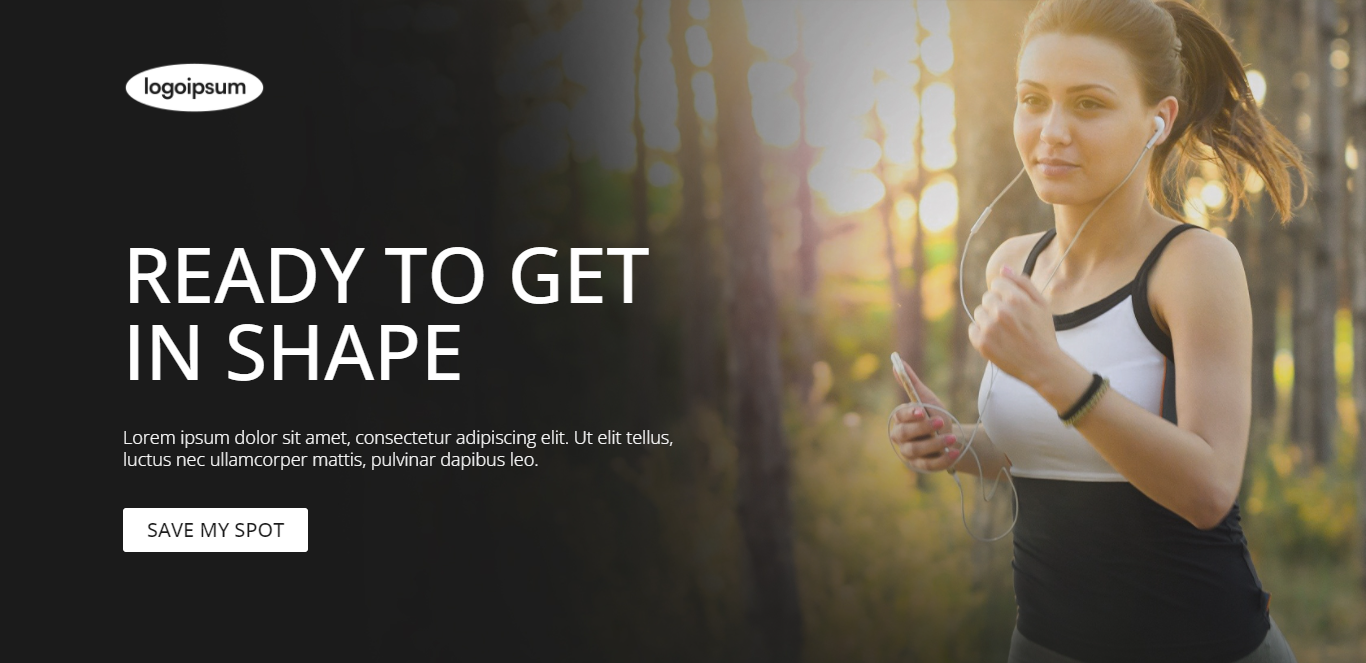 logoipsum
READY TO GET
IN SHAPE
Lorem ipsum dolor sit amet, consectetur adipiscing elit. Ut elit tellus,
luctus nec ullamcorper mattis, pulvinar dapibus leo.
SAVE MY SPOT